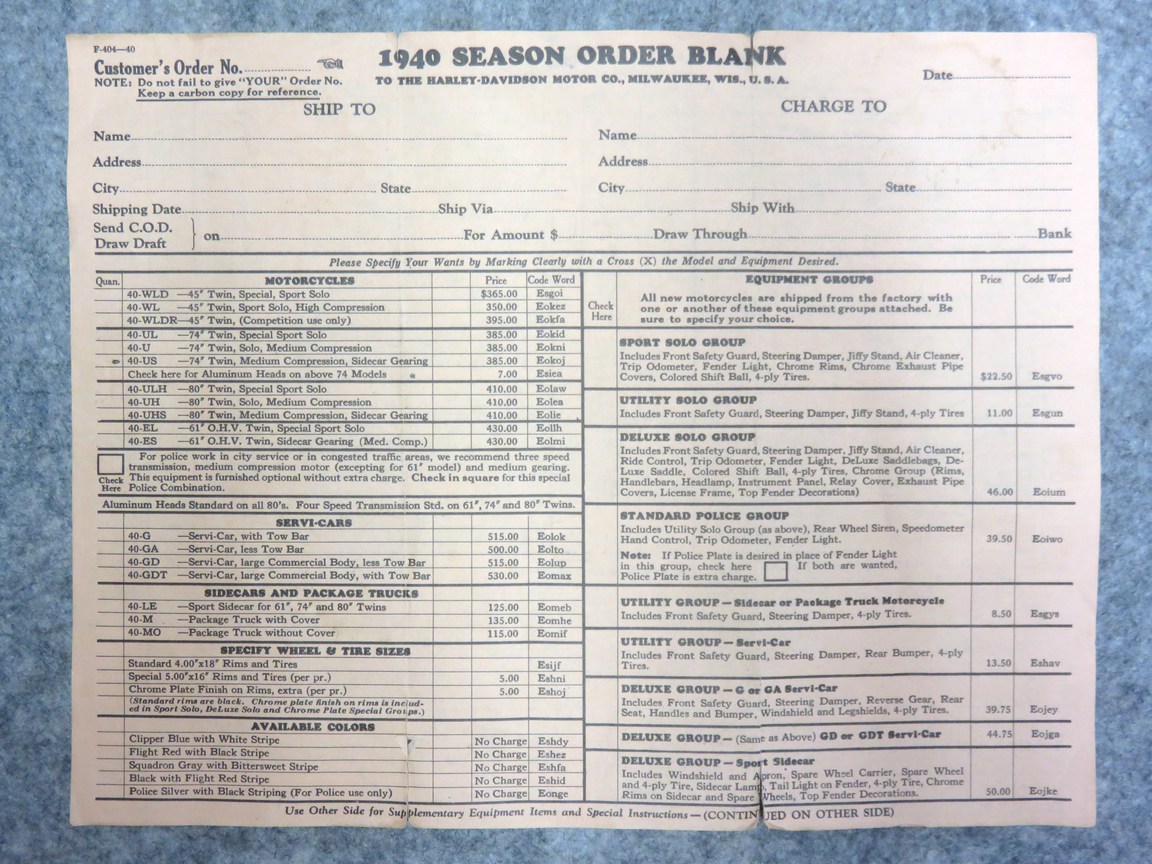 F-404—40
Customer's Order No.
NOTE: Do not fail to give "YOUR" Order No.
Keep a carbon copy for reference.
1940 SEASON ORDER BLANK
TO THE HARLEY-DAVIDSON MOTOR CO., MILWAUKEE, WIS., U. S. A.
Date
SHIP TO
CHARGE TO
Name
Name
Address
Address
City State
City State
Shipping Date Ship Via Ship With
Send C.O.D.
Draw Draft } on For Amount $ Draw Through Bank
Please Specify Your Wants by Marking Clearly with a Cross (X) the Model and Equipment Desired.
Quan. MOTORCYCLES Price Code Word
40-WLD —45″ Twin, Special, Sport Solo $365.00 Esgoi
40-WL —45″ Twin, Sport Solo, High Compression 350.00 Eokez
40-WLDR—45″ Twin, (Competition use only) 395.00 Eokfa
40-UL —74″ Twin, Special Sport Solo 385.00 Eokid
40-U —74″ Twin, Solo, Medium Compression 385.00 Eokni
40-US —74″ Twin, Medium Compression, Sidecar Gearing 385.00 Eokoj
Check here for Aluminum Heads on above 74 Models 7.00 Esiea
40-ULH —80″ Twin, Special Sport Solo 410.00 Eolaw
40-UH —80″ Twin, Solo, Medium Compression 410.00 Eolea
40-UHS —80″ Twin, Medium Compression, Sidecar Gearing 410.00 Eolie
40-EL —61″ O.H.V. Twin, Special Sport Solo 430.00 Eollh
40-ES —61″ O.H.V. Twin, Sidecar Gearing (Med. Comp.) 430.00 Eolmi
Check Here
For police work in city service or in congested traffic areas, we recommend three speed
transmission, medium compression motor (excepting for 61″ model) and medium gearing.
This equipment is furnished optional without extra charge. Check in square for this special
Police Combination.
Aluminum Heads Standard on all 80's. Four Speed Transmission Std. on 61″, 74″ and 80″ Twins.
SERVI-CARS
40-G —Servi-Car, with Tow Bar 515.00 Eolok
40-GA —Servi-Car, less Tow Bar 500.00 Eolto
40-GD —Servi-Car, large Commercial Body, less Tow Bar 515.00 Eolup
40-GDT —Servi-Car, large Commercial Body, with Tow Bar 530.00 Eomax
SIDECARS AND PACKAGE TRUCKS
40-LE —Sport Sidecar for 61″, 74″ and 80″ Twins 125.00 Eomeb
40-M —Package Truck with Cover 135.00 Eomhe
40-MO —Package Truck without Cover 115.00 Eomif
SPECIFY WHEEL & TIRE SIZES
Standard 4.00″x18″ Rims and Tires Esijf
Special 5.00″x16″ Rims and Tires (per pr.) 5.00 Eshni
Chrome Plate Finish on Rims, extra (per pr.) 5.00 Eshoj
(Standard rims are black. Chrome plate finish on rims is includ-
ed in Sport Solo, DeLuxe Solo and Chrome Plate Special Groups.)
AVAILABLE COLORS
Clipper Blue with White Stripe No Charge Eshdy
Flight Red with Black Stripe No Charge Eshez
Squadron Gray with Bittersweet Stripe No Charge Eshfa
Black with Flight Red Stripe No Charge Eshid
Police Silver with Black Striping (For Police use only) No Charge Eonge
Check Here
EQUIPMENT GROUPS Price Code Word
All new motorcycles are shipped from the factory with
one or another of these equipment groups attached. Be
sure to specify your choice.
SPORT SOLO GROUP
Includes Front Safety Guard, Steering Damper, Jiffy Stand, Air Cleaner,
Trip Odometer, Fender Light, Chrome Rims, Chrome Exhaust Pipe
Covers, Colored Shift Ball, 4-ply Tires. $22.50 Esgvo
UTILITY SOLO GROUP
Includes Front Safety Guard, Steering Damper, Jiffy Stand, 4-ply Tires 11.00 Esgun
DELUXE SOLO GROUP
Includes Front Safety Guard, Steering Damper, Jiffy Stand, Air Cleaner,
Ride Control, Trip Odometer, Fender Light, DeLuxe Saddlebags, De-
Luxe Saddle, Colored Shift Ball, 4-ply Tires, Chrome Group (Rims,
Handlebars, Headlamp, Instrument Panel, Relay Cover, Exhaust Pipe
Covers, License Frame, Top Fender Decorations) 46.00 Eoium
STANDARD POLICE GROUP
Includes Utility Solo Group (as above), Rear Wheel Siren, Speedometer
Hand Control, Trip Odometer, Fender Light. 39.50 Eoiwo
Note: If Police Plate is desired in place of Fender Light
in this group, check here If both are wanted,
Police Plate is extra charge.
UTILITY GROUP — Sidecar or Package Truck Motorcycle
Includes Front Safety Guard, Steering Damper, 4-ply Tires. 8.50 Esgys
UTILITY GROUP — Servi-Car
Includes Front Safety Guard, Steering Damper, Rear Bumper, 4-ply
Tires. 13.50 Eshav
DELUXE GROUP — G or GA Servi-Car
Includes Front Safety Guard, Steering Damper, Reverse Gear, Rear
Seat, Handles and Bumper, Windshield and Legshields, 4-ply Tires. 39.75 Eojey
DELUXE GROUP — (Same as Above) GD or GDT Servi-Car 44.75 Eojga
DELUXE GROUP — Sport Sidecar
Includes Windshield and Apron, Spare Wheel Carrier, Spare Wheel
and 4-ply Tire, Sidecar Lamp, Tail Light on Fender, 4-ply Tire, Chrome
Rims on Sidecar and Spare Wheels, Top Fender Decorations. 50.00 Eojke
Use Other Side for Supplementary Equipment Items and Special Instructions — (CONTINUED ON OTHER SIDE)